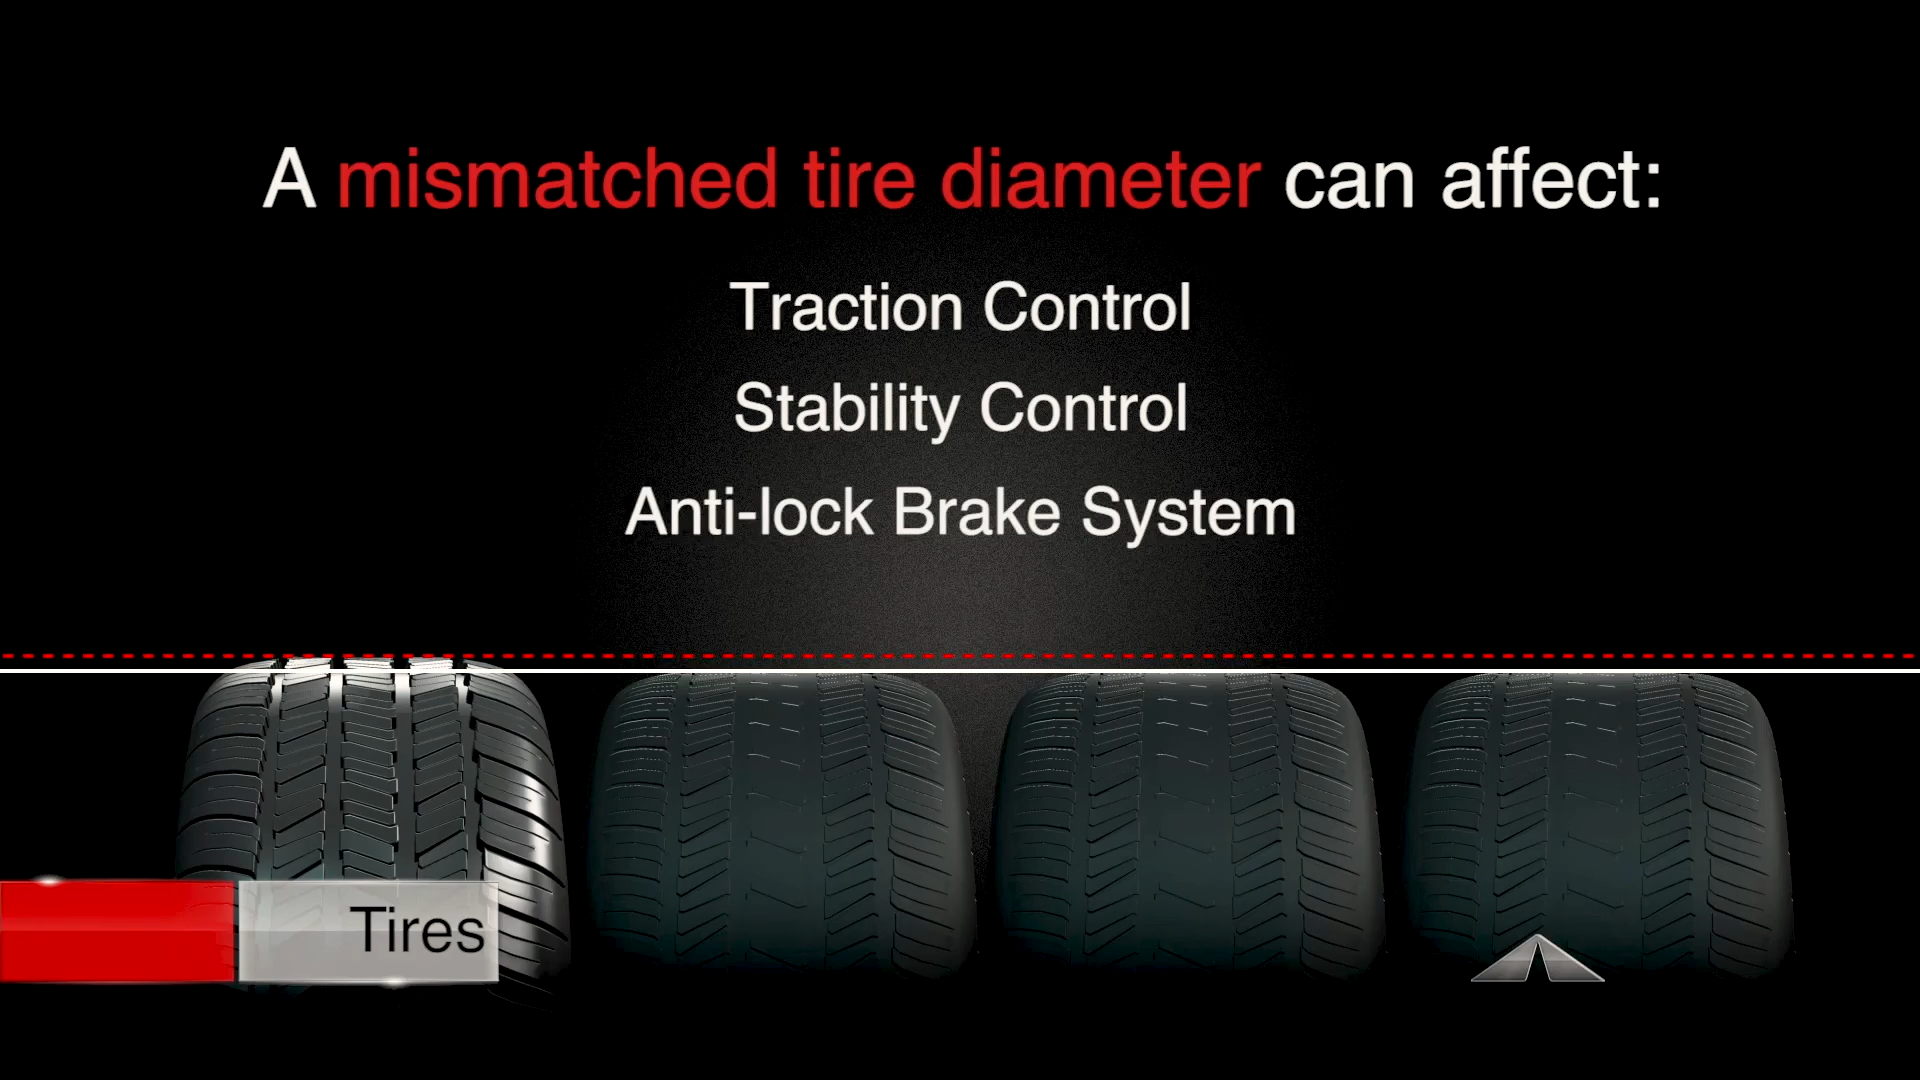 A mismatched tire diameter can affect:
Traction Control
Stability Control
Anti-lock Brake System
Tires